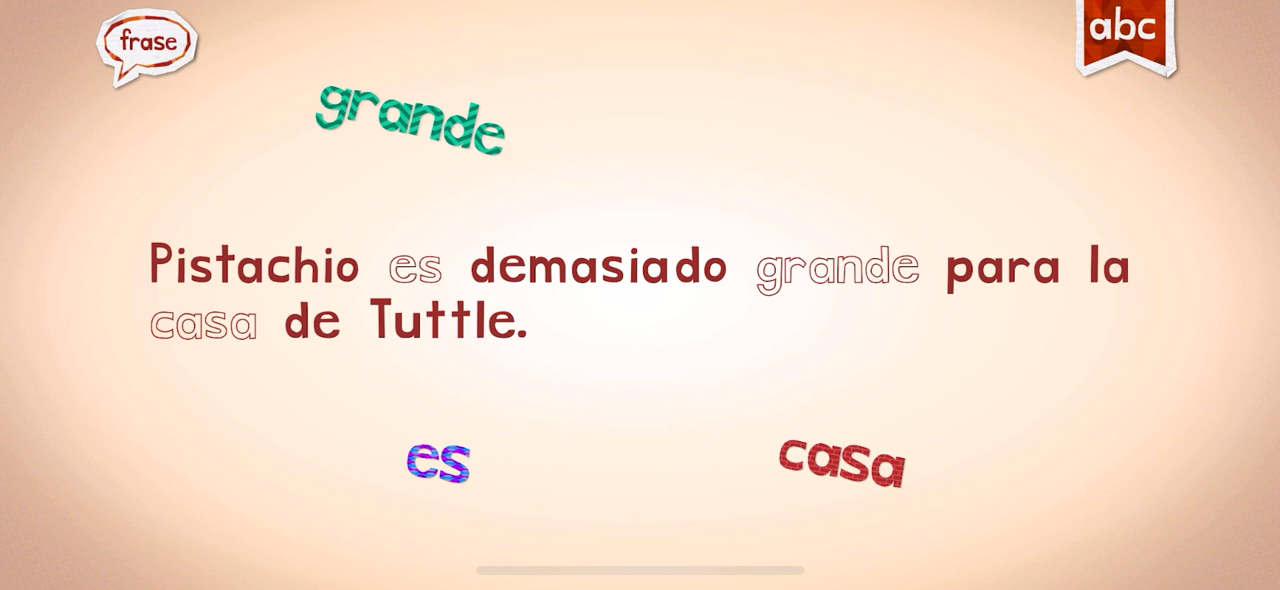 frase
abc
grande
Pistachio es demasiado grande para la
casa de Tuttle.
es
casa